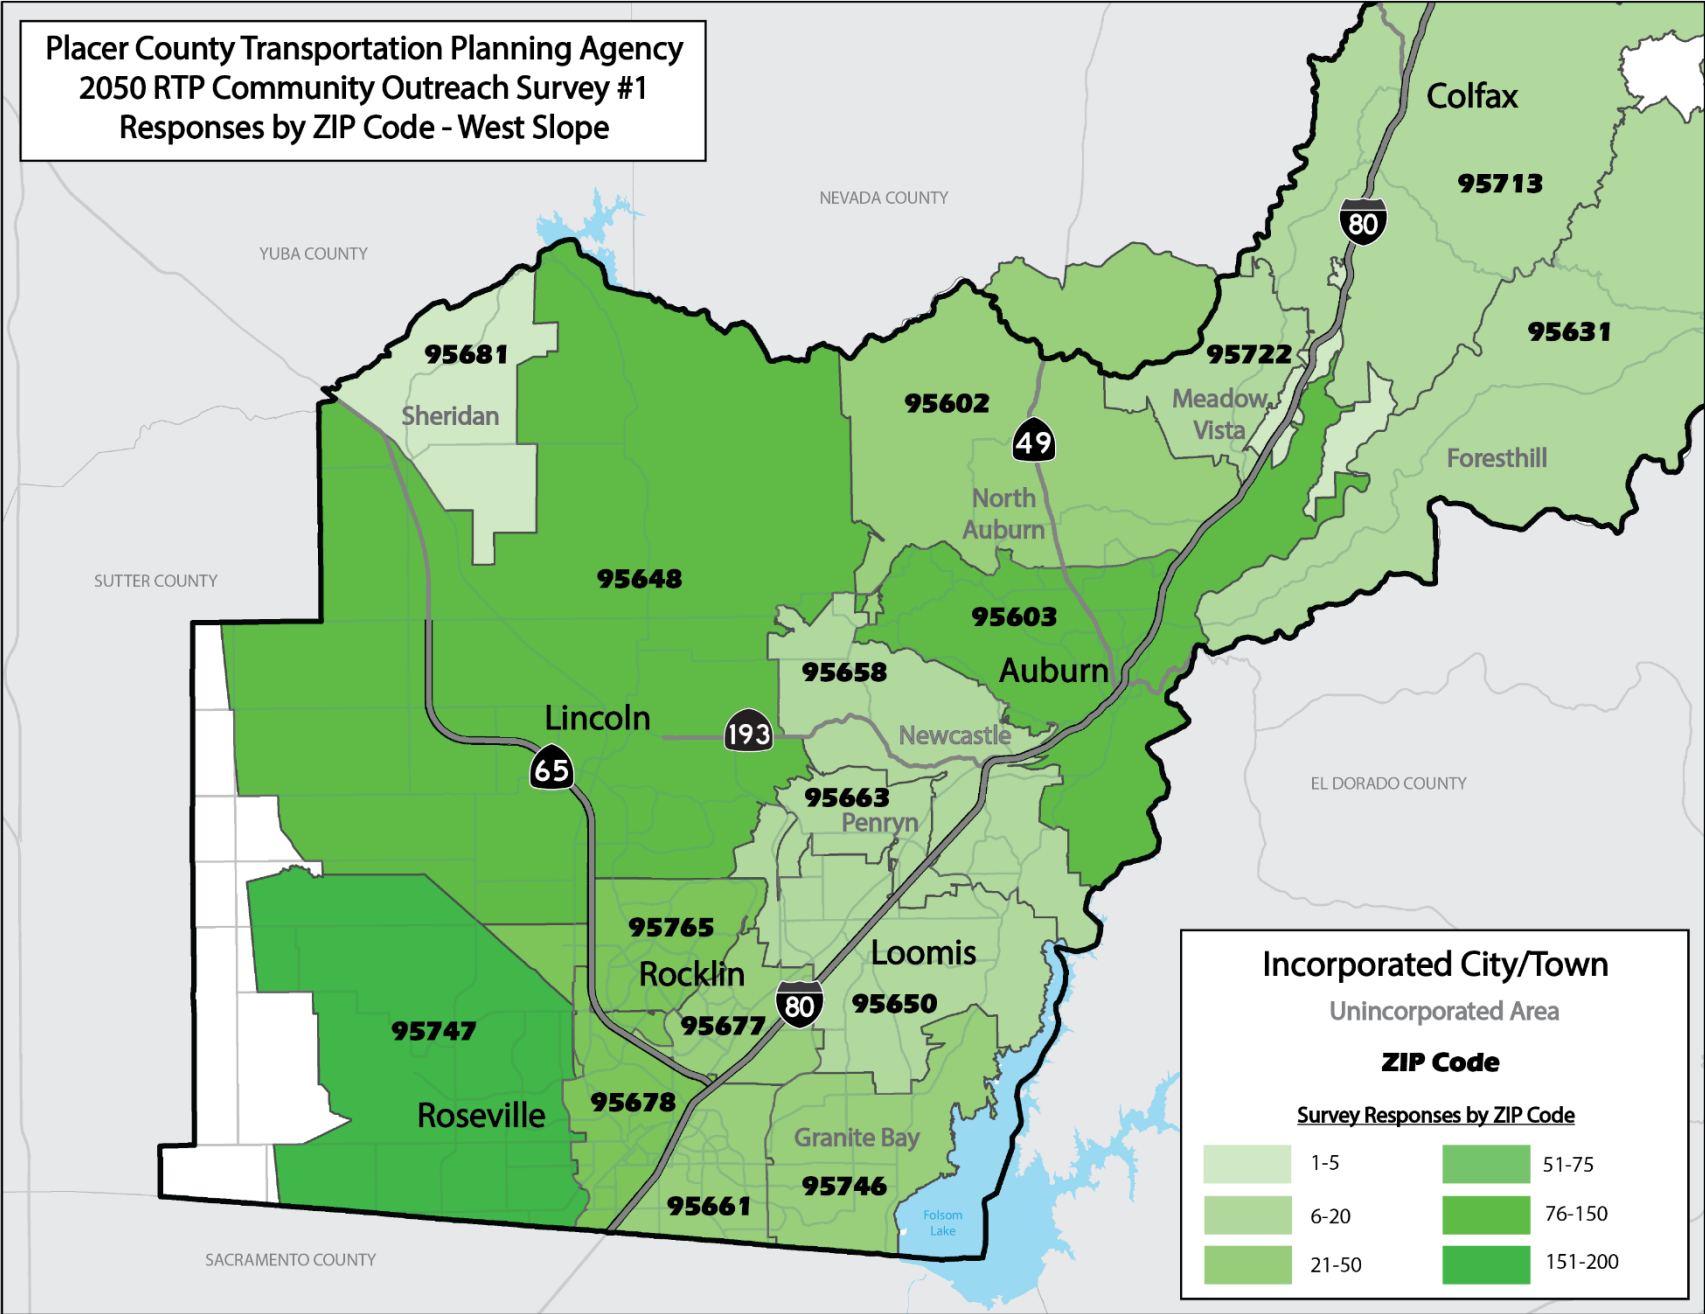 Placer County Transportation Planning Agency
2050 RTP Community Outreach Survey #1
Responses by ZIP Code - West Slope
Colfax
95713
80
NEVADA COUNTY
YUBA COUNTY
95681
Sheridan
95602
49
North
Auburn
95722
Meadow
Vista
95631
Foresthill
SUTTER COUNTY
95648
95603
Auburn
95658
Newcastle
Lincoln
193
65
95663
Penryn
EL DORADO COUNTY
95765
Rocklin
95677
80
Loomis
95650
95747
Roseville
95678
Granite Bay
95746
95661
Folsom
Lake
SACRAMENTO COUNTY
Incorporated City/Town
Unincorporated Area
ZIP Code
Survey Responses by ZIP Code
1-5
51-75
6-20
76-150
21-50
151-200